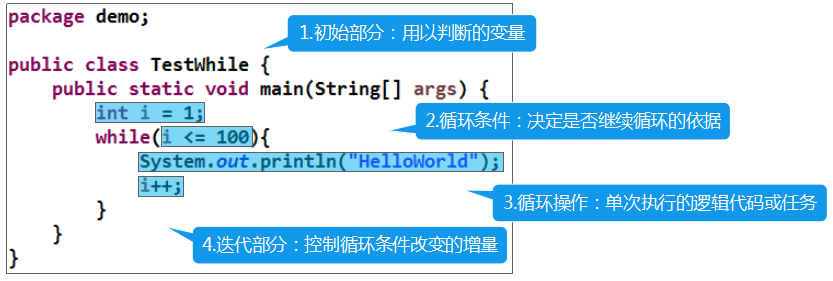 package demo;
1.初始部分：用以判断的变量
public class TestWhile {
public static void main(String[] args) {
int i = 1;
2.循环条件：决定是否继续循环的依据
while(i <= 100){
System.out.println("HelloWorld");
i++;
3.循环操作：单次执行的逻辑代码或任务
}
4.迭代部分：控制循环条件改变的增量
}
}